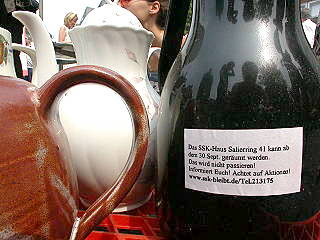 Das SSK-Haus Salierring 41 kann ab
dem 30 Sept. geräumt werden.
Das wird nicht passieren!
Informiert Euch! Achtet auf Aktionen!
www.ssk-bleibt.de/Tel.213175